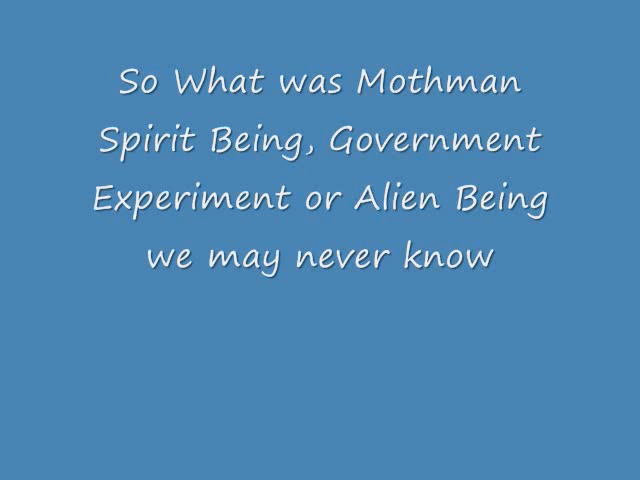 So What was Mothman
Spirit Being, Government
Experiment or Alien Being
we may never know